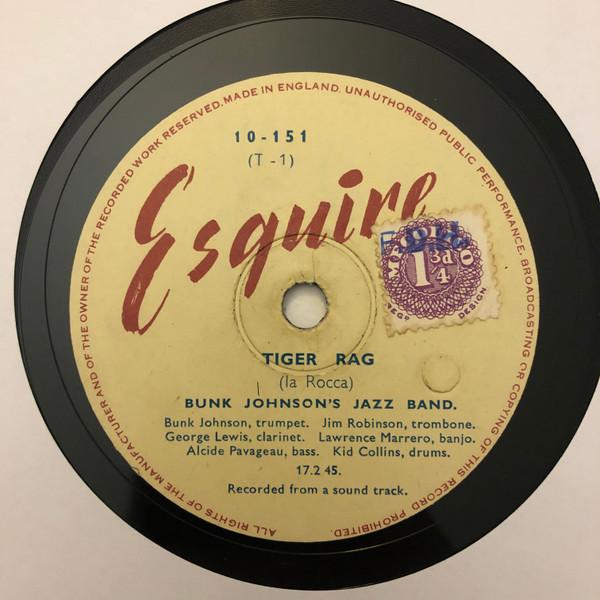 ALL RIGHTS OF THE MANUFACTURER AND OF THE OWNER OF THE RECORDED WORK RESERVED. MADE IN ENGLAND. UNAUTHORISED PUBLIC PERFORMANCE. BROADCASTING OR COPYING OF THIS RECORD PROHIBITED.
10-151
(T-1)
Esquire
1 3/4 d
REGD DESIGN
TIGER RAG
(la Rocca)
BUNK JOHNSON'S JAZZ BAND.
Bunk Johnson, trumpet. Jim Robinson, trombone.
George Lewis, clarinet. Lawrence Marrero, banjo.
Alcide Pavageau, bass. Kid Collins, drums.
17.2 45.
Recorded from a sound track.